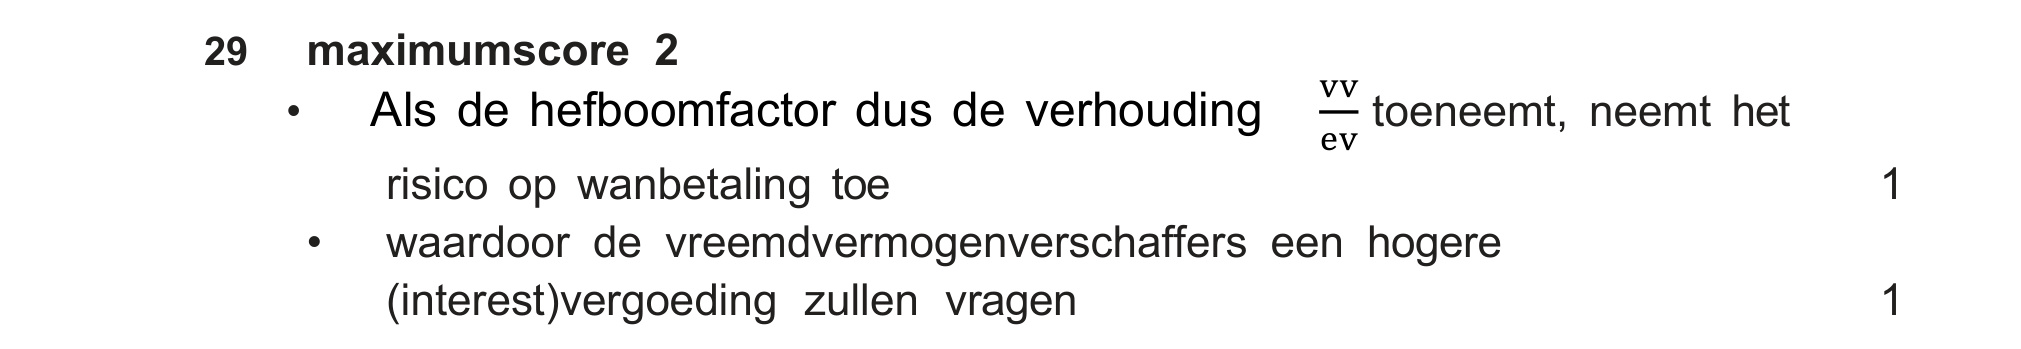 29 maximumscore 2
• Als de hefboomfactor dus de verhouding vv/ev toeneemt, neemt het
risico op wanbetaling toe 1
• waardoor de vreemdvermogenverschaffers een hogere
(interest)vergoeding zullen vragen 1